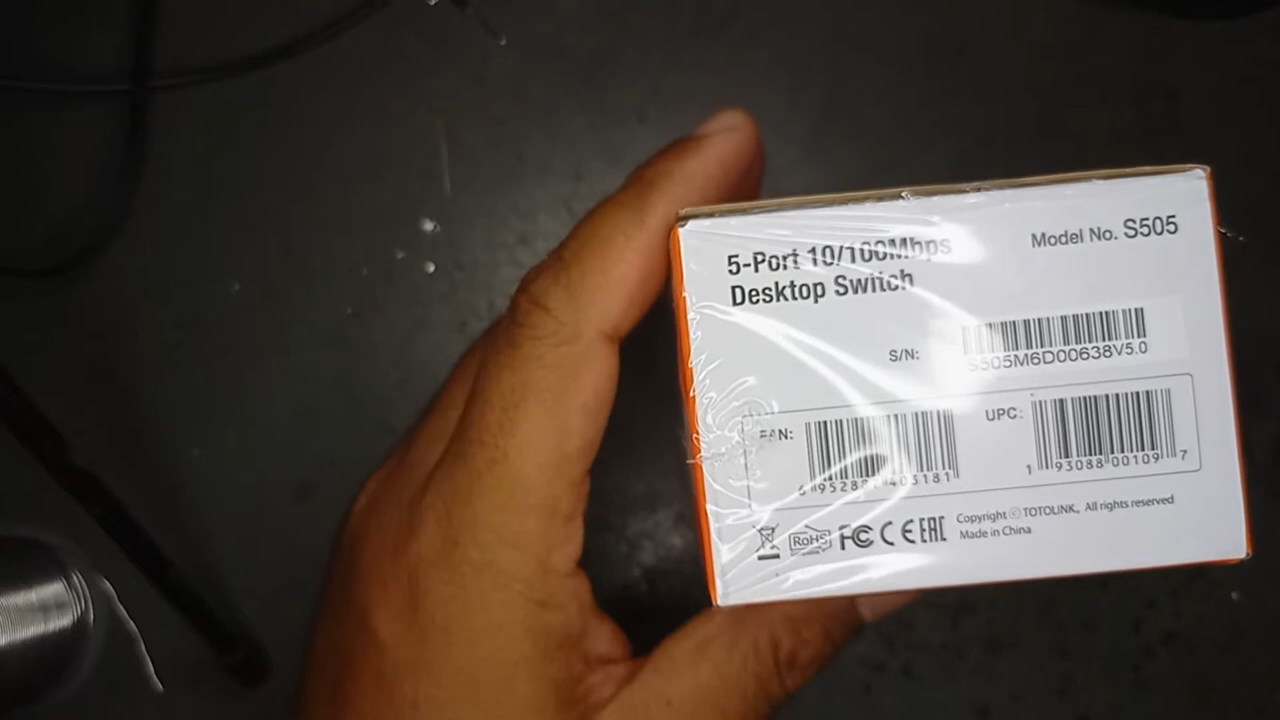 5-Port 10/100Mbps
Desktop Switch
Model No. S505
S/N:
S505M6D00638V5.0
EAN:
UPC:
1 93088 00109 7
RoHS
FC CE EAC
Copyright © TOTOLINK., All rights reserved
Made in China